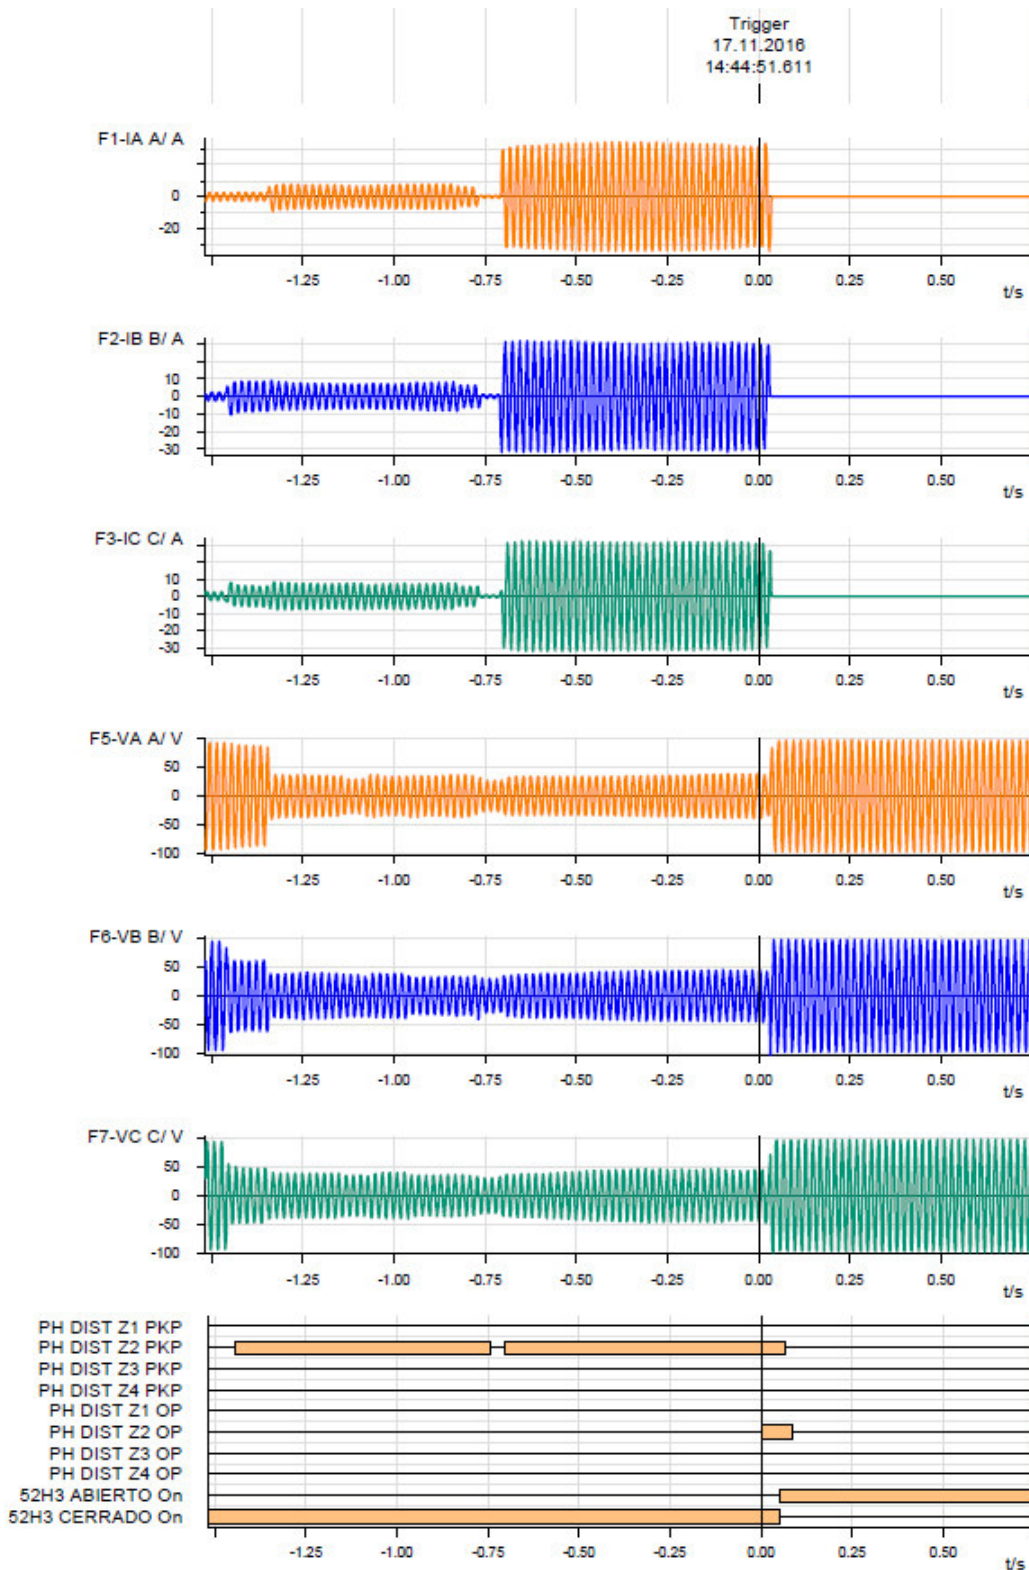 Trigger
17.11.2016
14:44:51.611
F1-IA A/ A
0
-20
-1.25 -1.00 -0.75 -0.50 -0.25 0.00 0.25 0.50
t/s
F2-IB B/ A
10
0
-10
-20
-30
-1.25 -1.00 -0.75 -0.50 -0.25 0.00 0.25 0.50
t/s
F3-IC C/ A
10
0
-10
-20
-30
-1.25 -1.00 -0.75 -0.50 -0.25 0.00 0.25 0.50
t/s
F5-VA A/ V
50
0
-50
-100
-1.25 -1.00 -0.75 -0.50 -0.25 0.00 0.25 0.50
t/s
F6-VB B/ V
50
0
-50
-100
-1.25 -1.00 -0.75 -0.50 -0.25 0.00 0.25 0.50
t/s
F7-VC C/ V
50
0
-50
-100
-1.25 -1.00 -0.75 -0.50 -0.25 0.00 0.25 0.50
t/s
PH DIST Z1 PKP
PH DIST Z2 PKP
PH DIST Z3 PKP
PH DIST Z4 PKP
PH DIST Z1 OP
PH DIST Z2 OP
PH DIST Z3 OP
PH DIST Z4 OP
52H3 ABIERTO On
52H3 CERRADO On
-1.25 -1.00 -0.75 -0.50 -0.25 0.00 0.25 0.50
t/s